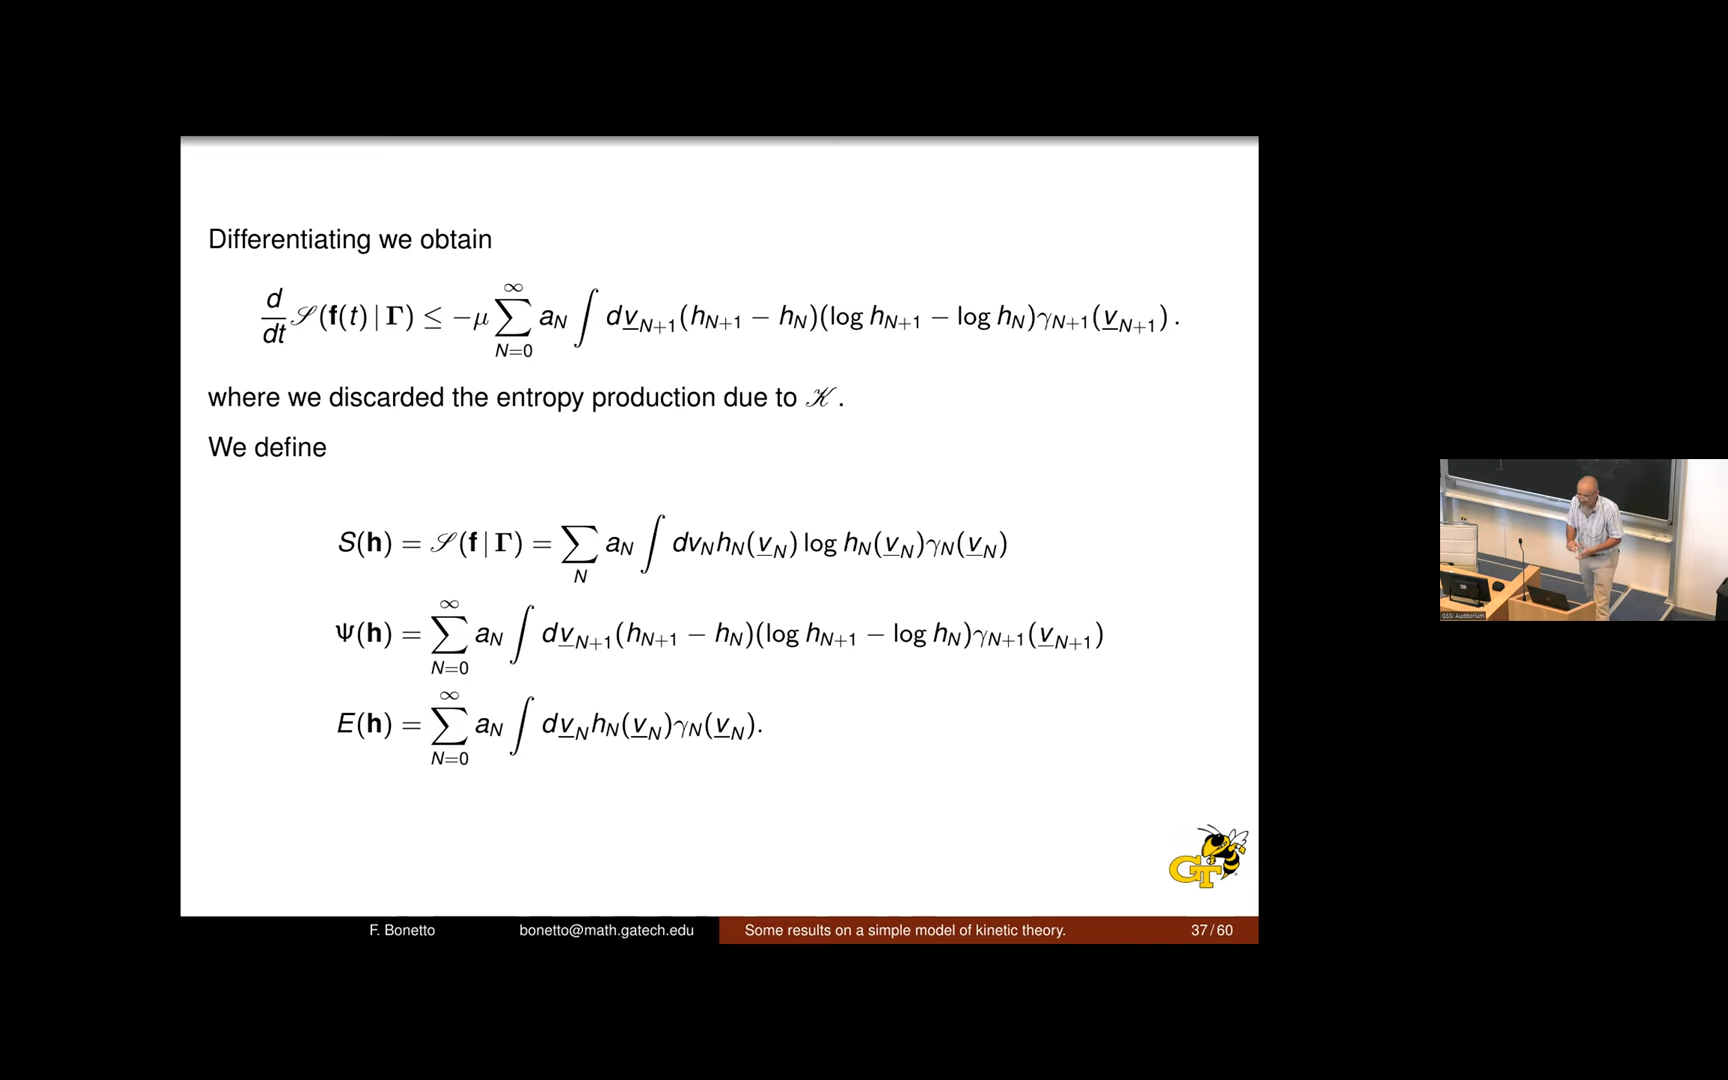 Differentiating we obtain
d/dt 𝒮(f(t) | Γ) ≤ −μ ∑_{N=0}^{∞} a_N ∫ dv_{N+1}(h_{N+1} − h_N)(log h_{N+1} − log h_N)γ_{N+1}(v_{N+1}) .
where we discarded the entropy production due to 𝒦 .
We define
S(h) = 𝒮(f | Γ) = ∑_N a_N ∫ dv_N h_N(v_N) log h_N(v_N)γ_N(v_N)
Ψ(h) = ∑_{N=0}^{∞} a_N ∫ dv_{N+1}(h_{N+1} − h_N)(log h_{N+1} − log h_N)γ_{N+1}(v_{N+1})
E(h) = ∑_{N=0}^{∞} a_N ∫ dv_N h_N(v_N)γ_N(v_N).
GT
F. Bonetto bonetto@math.gatech.edu Some results on a simple model of kinetic theory. 37 / 60
GSSI Auditorium